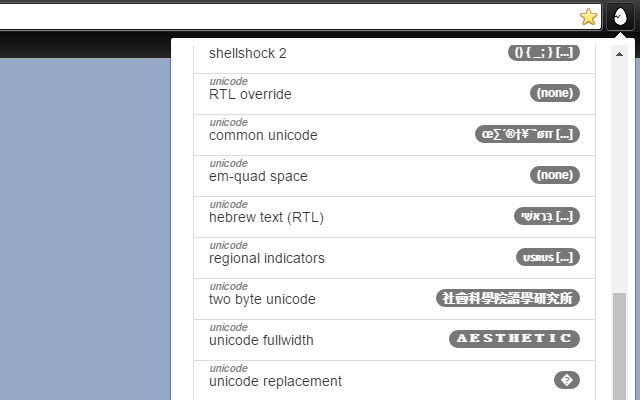 shellshock 2
() { _; } [...]
unicode
RTL override
(none)
unicode
common unicode
œ∑´®†¥¨ˆøπ [...]
unicode
em-quad space
(none)
unicode
hebrew text (RTL)
בְּרֵאשִׁי [...]
unicode
regional indicators
USRUS [...]
unicode
two byte unicode
社會科學院語學研究所
unicode
unicode fullwidth
ＡＥＳＴＨＥＴＩＣ
unicode
unicode replacement
�